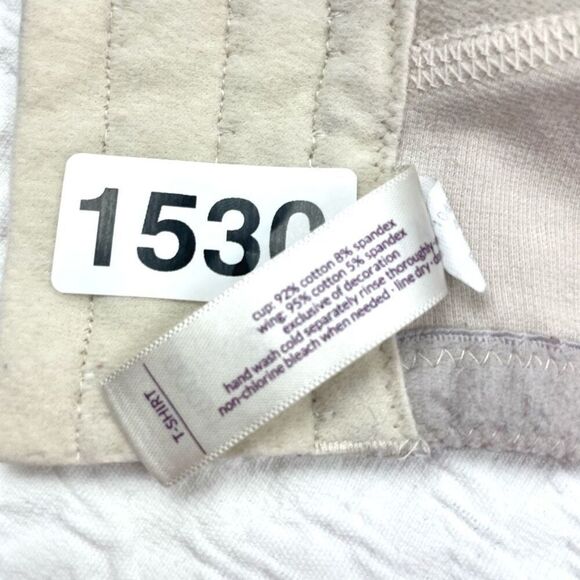 1530
cup: 92% cotton 8% spandex
wing: 95% cotton 5% spandex
exclusive of decoration
hand wash cold separately rinse thoroughly
non-chlorine bleach when needed · line dry ·
T-SHIRT